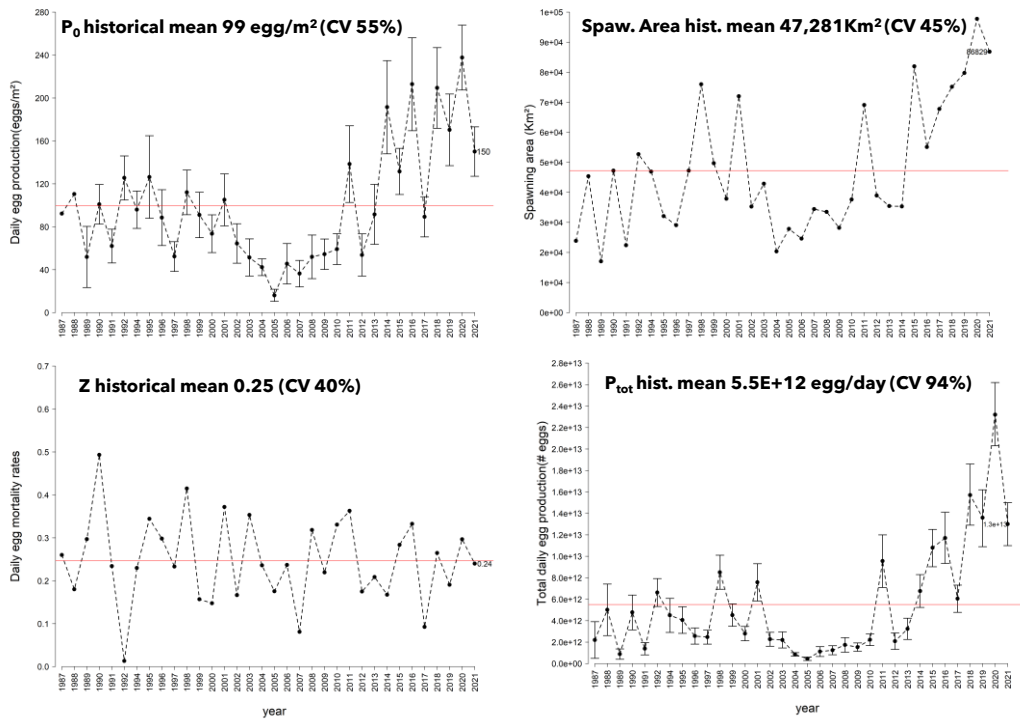 P₀ historical mean 99 egg/m² (CV 55%)
Daily egg production(eggs/m²)
280
240
200
160
120
80
40
0
150
1987 1988 1989 1990 1991 1992 1994 1995 1996 1997 1998 1999 2000 2001 2002 2003 2004 2005 2006 2007 2008 2009 2010 2011 2012 2013 2014 2015 2016 2017 2018 2019 2020 2021
Spaw. Area hist. mean 47,281Km² (CV 45%)
Spawning area (Km²)
1e+05
9e+04
8e+04
7e+04
6e+04
5e+04
4e+04
3e+04
2e+04
1e+04
0e+00
86829
1987 1988 1989 1990 1991 1992 1994 1995 1996 1997 1998 1999 2000 2001 2002 2003 2004 2005 2006 2007 2008 2009 2010 2011 2012 2013 2014 2015 2016 2017 2018 2019 2020 2021
Z historical mean 0.25 (CV 40%)
Daily egg mortality rates
0.7
0.6
0.5
0.4
0.3
0.2
0.1
0.0
0.24
1987 1988 1989 1990 1991 1992 1994 1995 1996 1997 1998 1999 2000 2001 2002 2003 2004 2005 2006 2007 2008 2009 2010 2011 2012 2013 2014 2015 2016 2017 2018 2019 2020 2021
year
P_tot hist. mean 5.5E+12 egg/day (CV 94%)
Total daily egg production(# eggs)
2.8e+13
2.6e+13
2.4e+13
2.2e+13
2.0e+13
1.8e+13
1.6e+13
1.4e+13
1.2e+13
1.0e+13
8.0e+12
6.0e+12
4.0e+12
2.0e+12
0.0e+00
1.3e+13
1987 1988 1989 1990 1991 1992 1994 1995 1996 1997 1998 1999 2000 2001 2002 2003 2004 2005 2006 2007 2008 2009 2010 2011 2012 2013 2014 2015 2016 2017 2018 2019 2020 2021
year